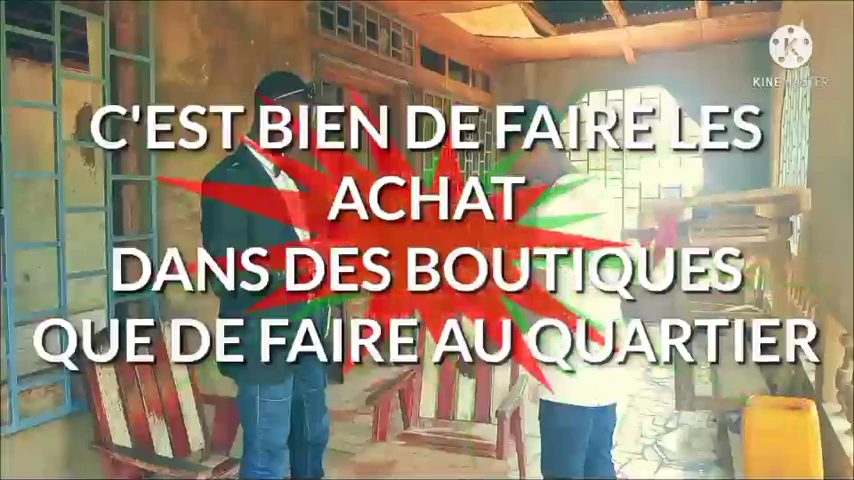 KINEMASTER
C'EST BIEN DE FAIRE LES
ACHAT
DANS DES BOUTIQUES
QUE DE FAIRE AU QUARTIER